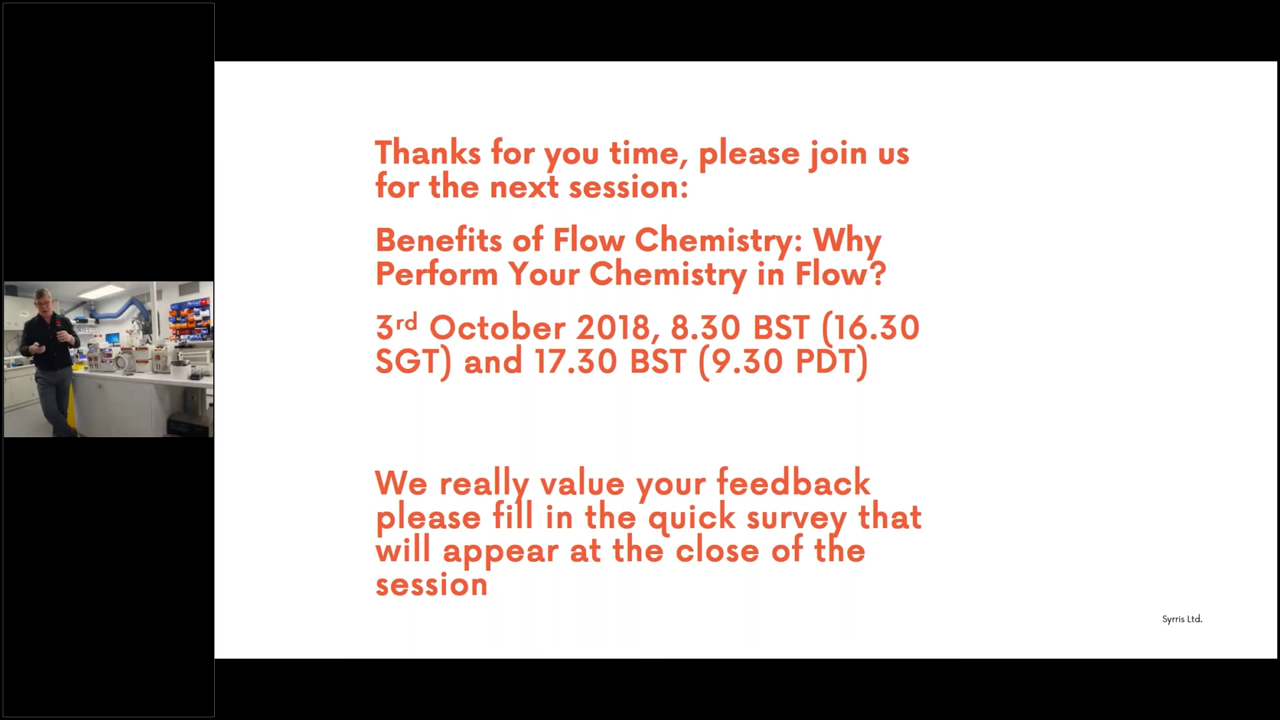 Thanks for you time, please join us
for the next session:
Benefits of Flow Chemistry: Why
Perform Your Chemistry in Flow?
3rd October 2018, 8.30 BST (16.30
SGT) and 17.30 BST (9.30 PDT)
We really value your feedback
please fill in the quick survey that
will appear at the close of the
session
Syrris Ltd.